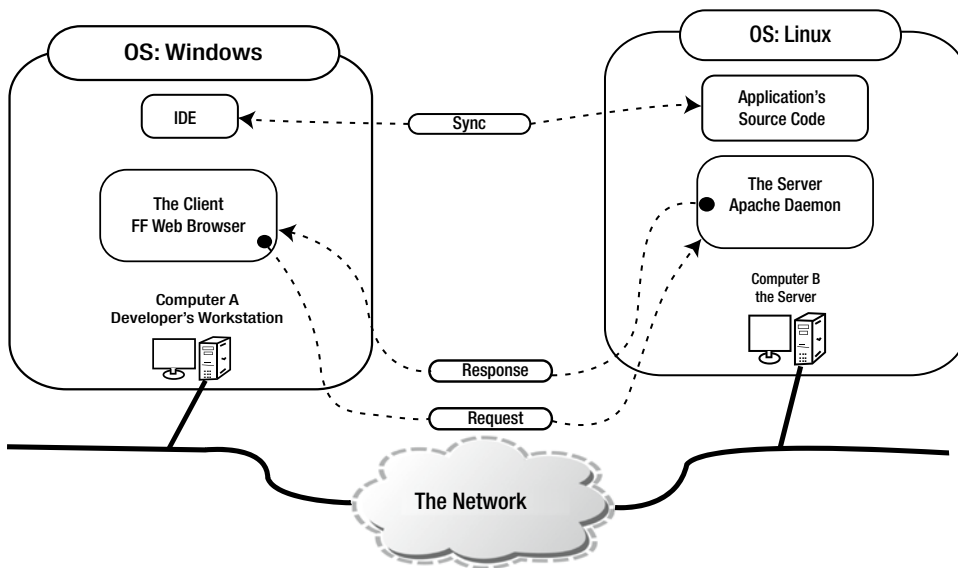 OS: Windows
OS: Linux
IDE
Sync
Application's
Source Code
The Client
FF Web Browser
The Server
Apache Daemon
Computer A
Developer's Workstation
Computer B
the Server
Response
Request
The Network